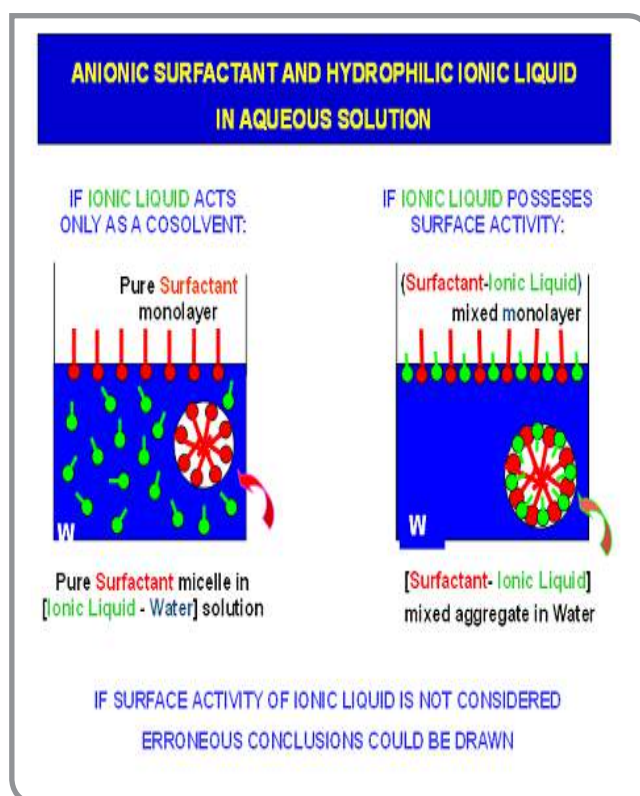 ANIONIC SURFACTANT AND HYDROPHILIC IONIC LIQUID
IN AQUEOUS SOLUTION
IF IONIC LIQUID ACTS
ONLY AS A COSOLVENT:
Pure Surfactant
monolayer
W
Pure Surfactant micelle in
[Ionic Liquid - Water] solution
IF IONIC LIQUID POSSESES
SURFACE ACTIVITY:
(Surfactant-Ionic Liquid)
mixed monolayer
W
[Surfactant- Ionic Liquid]
mixed aggregate in Water
IF SURFACE ACTIVITY OF IONIC LIQUID IS NOT CONSIDERED
ERRONEOUS CONCLUSIONS COULD BE DRAWN